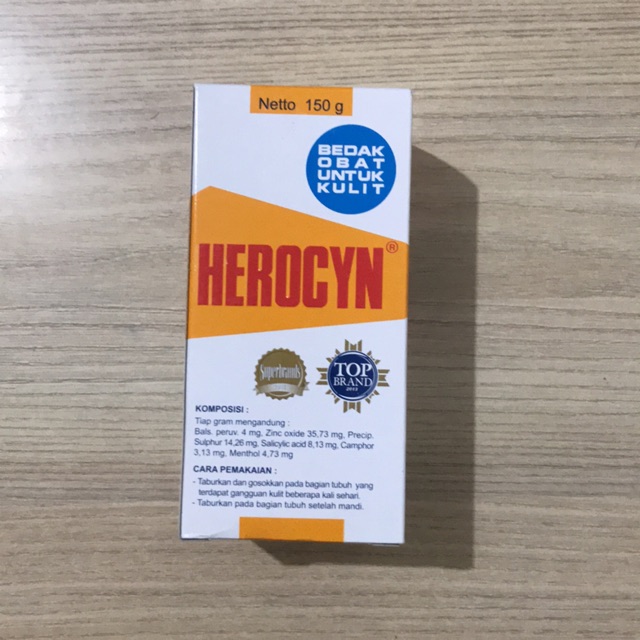 Netto 150 g
BEDAK
OBAT
UNTUK
KULIT
HEROCYN®
Superbrands
TOP
BRAND
2013
KOMPOSISI :
Tiap gram mengandung :
Bals. peruv. 4 mg, Zinc oxide 35,73 mg, Precip.
Sulphur 14,26 mg, Salicylic acid 8,13 mg, Camphor
3,13 mg, Menthol 4,73 mg
CARA PEMAKAIAN :
- Taburkan dan gosokkan pada bagian tubuh yang
terdapat gangguan kulit beberapa kali sehari.
- Taburkan pada bagian tubuh setelah mandi.